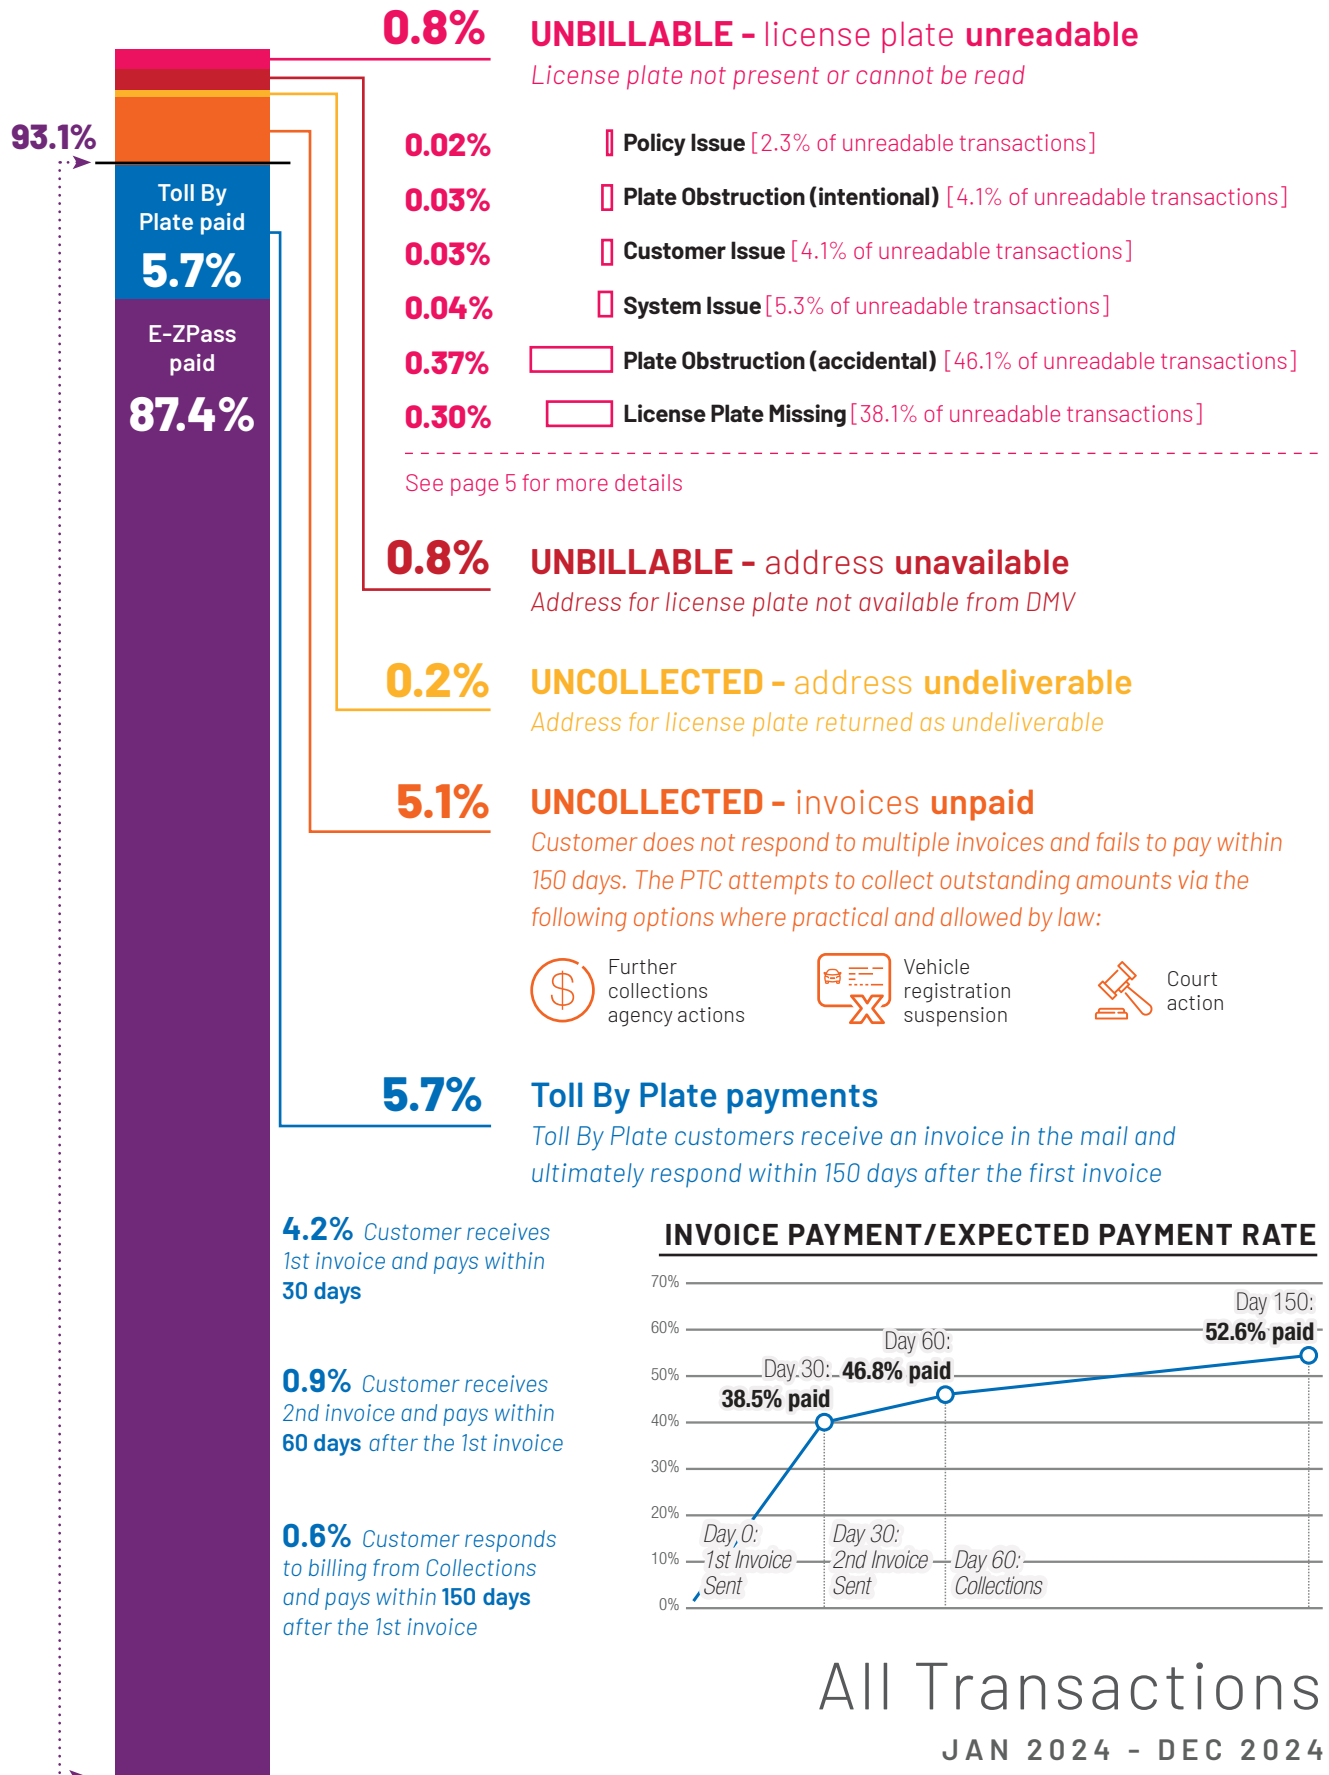 0.8% UNBILLABLE - license plate unreadable
License plate not present or cannot be read
93.1%
0.02% Policy Issue [2.3% of unreadable transactions]
0.03% Plate Obstruction (intentional) [4.1% of unreadable transactions]
0.03% Customer Issue [4.1% of unreadable transactions]
0.04% System Issue [5.3% of unreadable transactions]
0.37% Plate Obstruction (accidental) [46.1% of unreadable transactions]
0.30% License Plate Missing [38.1% of unreadable transactions]
See page 5 for more details
Toll By
Plate paid
5.7%
E-ZPass
paid
87.4%
0.8% UNBILLABLE - address unavailable
Address for license plate not available from DMV
0.2% UNCOLLECTED - address undeliverable
Address for license plate returned as undeliverable
5.1% UNCOLLECTED - invoices unpaid
Customer does not respond to multiple invoices and fails to pay within
150 days. The PTC attempts to collect outstanding amounts via the
following options where practical and allowed by law:
$
Further
collections
agency actions
Vehicle
registration
suspension
Court
action
5.7% Toll By Plate payments
Toll By Plate customers receive an invoice in the mail and
ultimately respond within 150 days after the first invoice
4.2% Customer receives
1st invoice and pays within
30 days
0.9% Customer receives
2nd invoice and pays within
60 days after the 1st invoice
0.6% Customer responds
to billing from Collections
and pays within 150 days
after the 1st invoice
INVOICE PAYMENT/EXPECTED PAYMENT RATE
70%
60%
50%
40%
30%
20%
10%
0%
Day 30:
38.5% paid
Day 60:
46.8% paid
Day 150:
52.6% paid
Day 0:
1st Invoice
Sent
Day 30:
2nd Invoice
Sent
Day 60:
Collections
All Transactions
JAN 2024 - DEC 2024